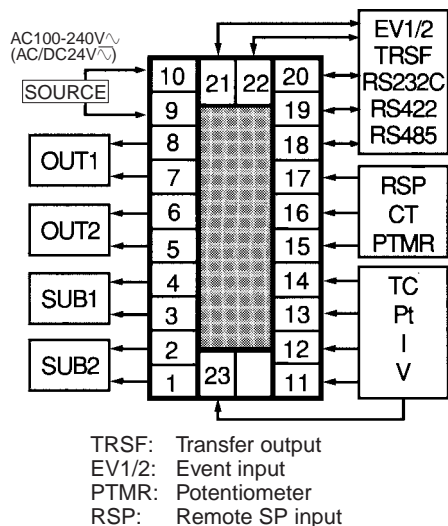 AC100-240V
(AC/DC24V)
SOURCE
OUT1
OUT2
SUB1
SUB2
10
9
8
7
6
5
4
3
2
1
21 22
23
20
19
18
17
16
15
14
13
12
11
EV1/2
TRSF
RS232C
RS422
RS485
RSP
CT
PTMR
TC
Pt
I
V
TRSF: Transfer output
EV1/2: Event input
PTMR: Potentiometer
RSP: Remote SP input